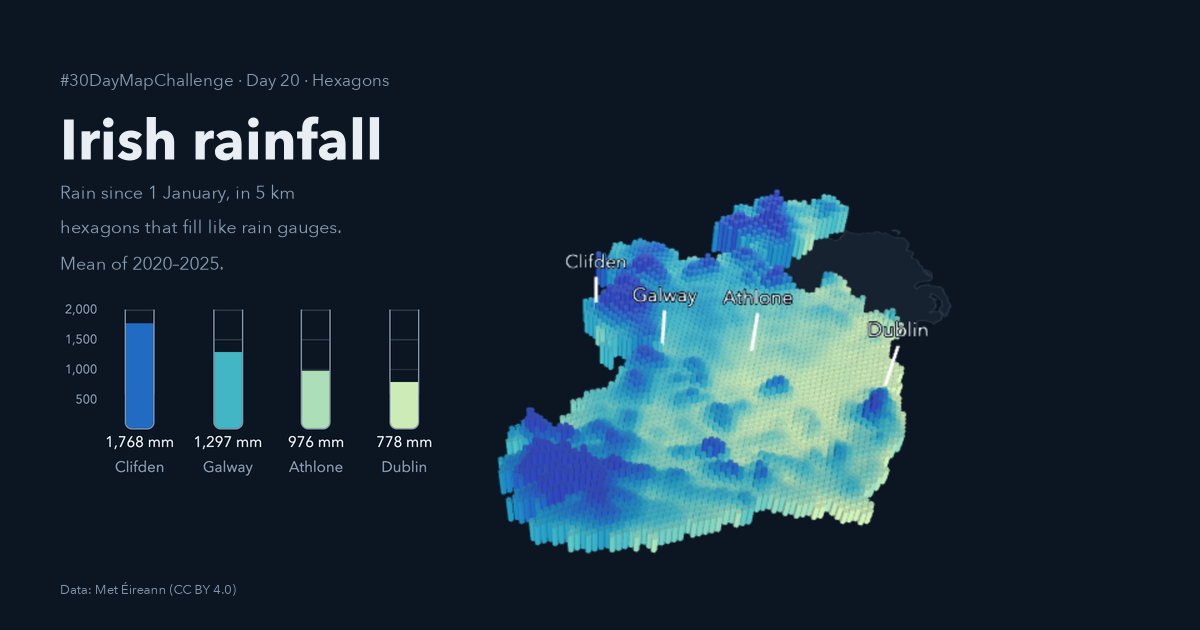 #30DayMapChallenge · Day 20 · Hexagons
Irish rainfall
Rain since 1 January, in 5 km
hexagons that fill like rain gauges.
Mean of 2020–2025.
2,000
1,500
1,000
500
1,768 mm
1,297 mm
976 mm
778 mm
Clifden
Galway
Athlone
Dublin
Clifden
Galway
Athlone
Dublin
Data: Met Éireann (CC BY 4.0)